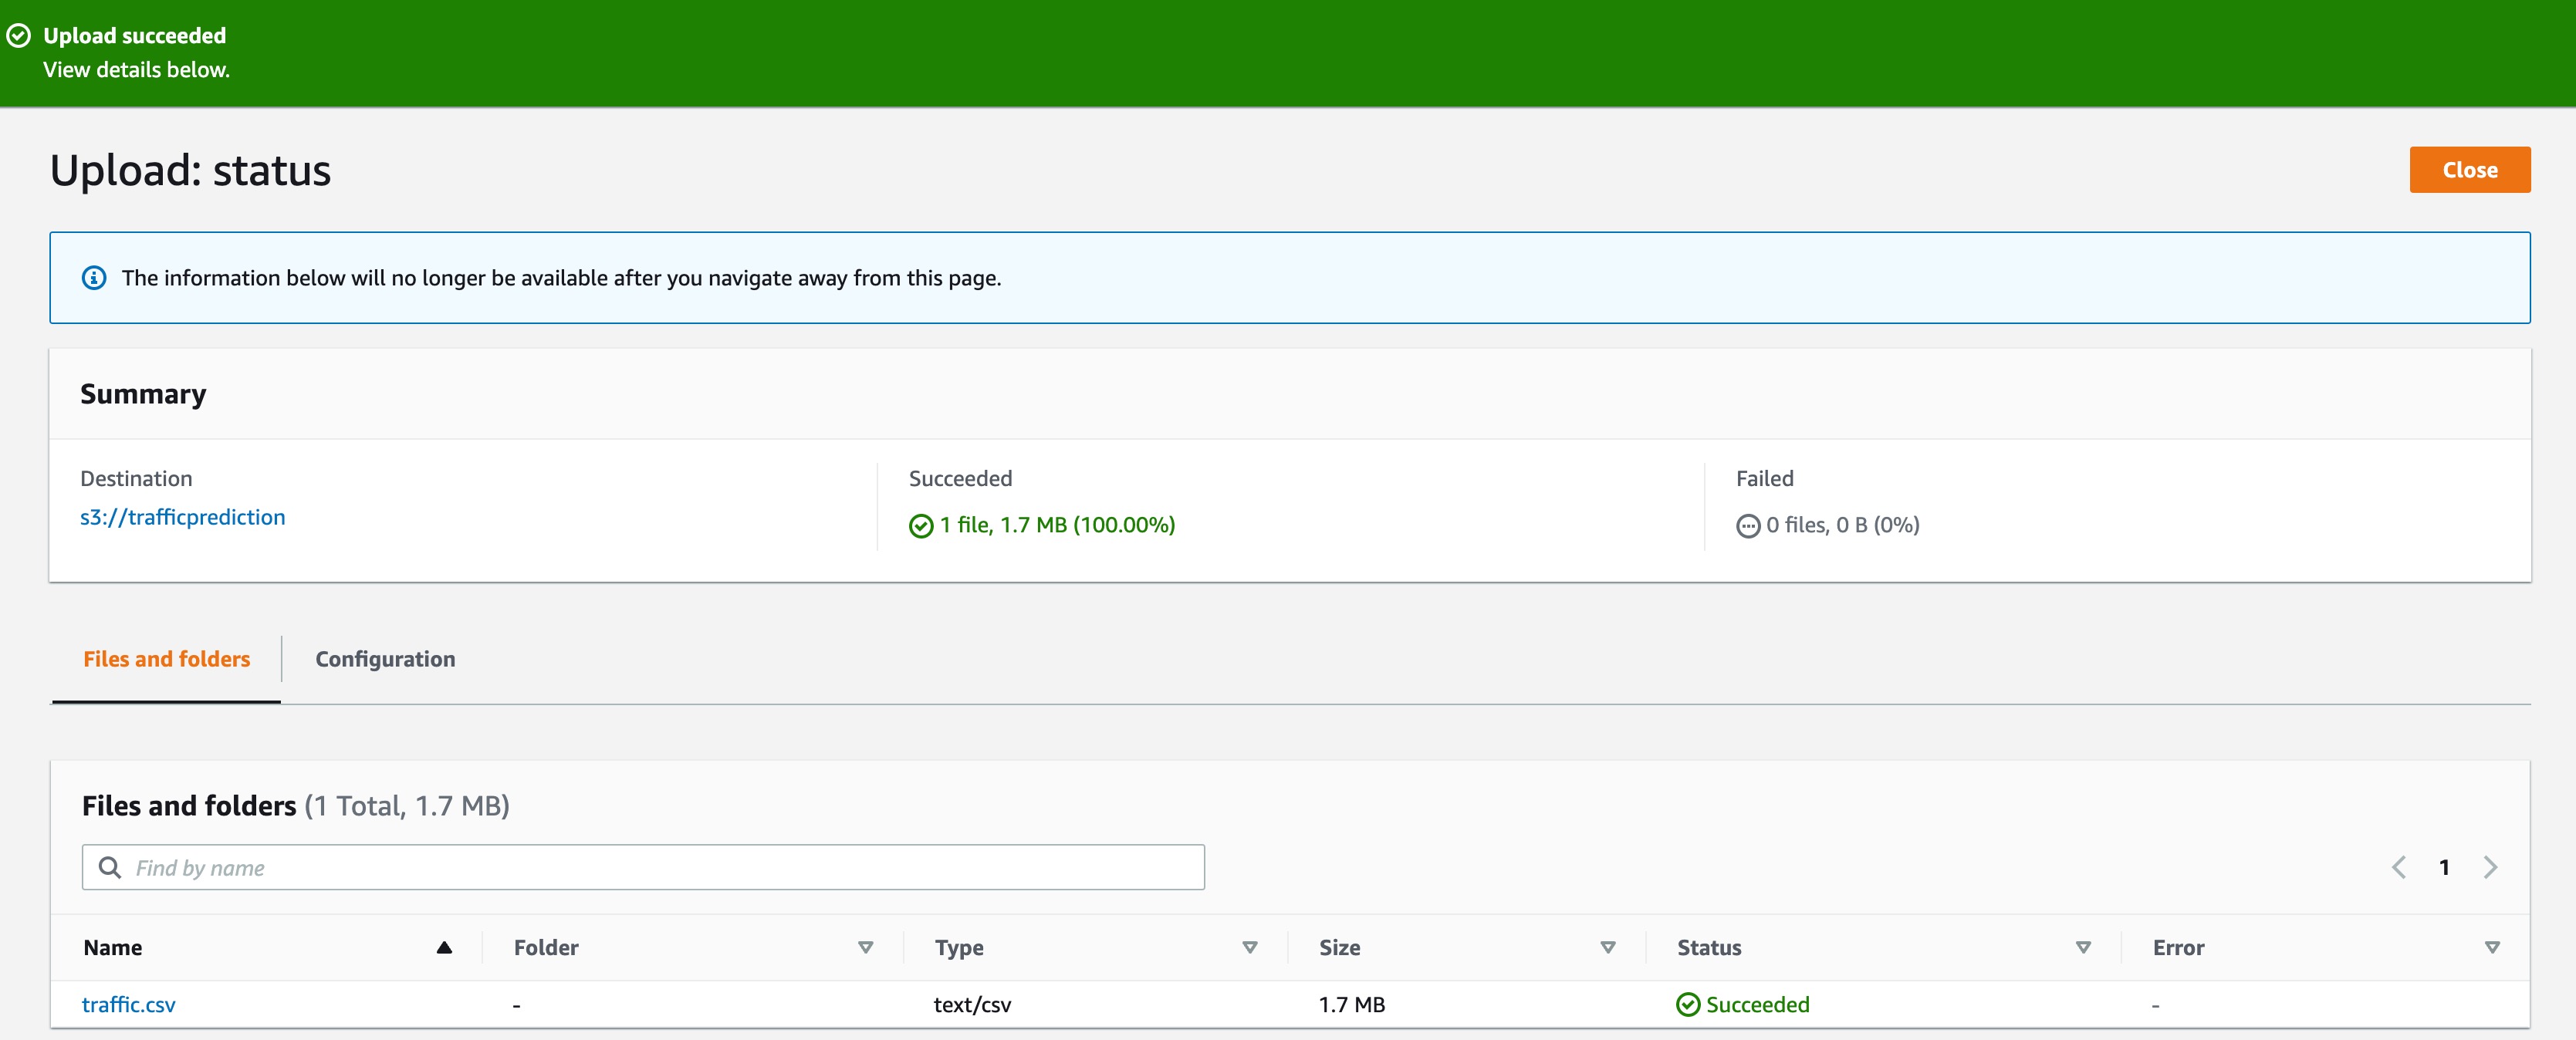 Upload succeeded
View details below.
Upload: status
Close
The information below will no longer be available after you navigate away from this page.
Summary
Destination
s3://trafficprediction
Succeeded
1 file, 1.7 MB (100.00%)
Failed
0 files, 0 B (0%)
Files and folders
Configuration
Files and folders (1 Total, 1.7 MB)
Find by name
1
Name Folder Type Size Status Error
traffic.csv - text/csv 1.7 MB Succeeded -